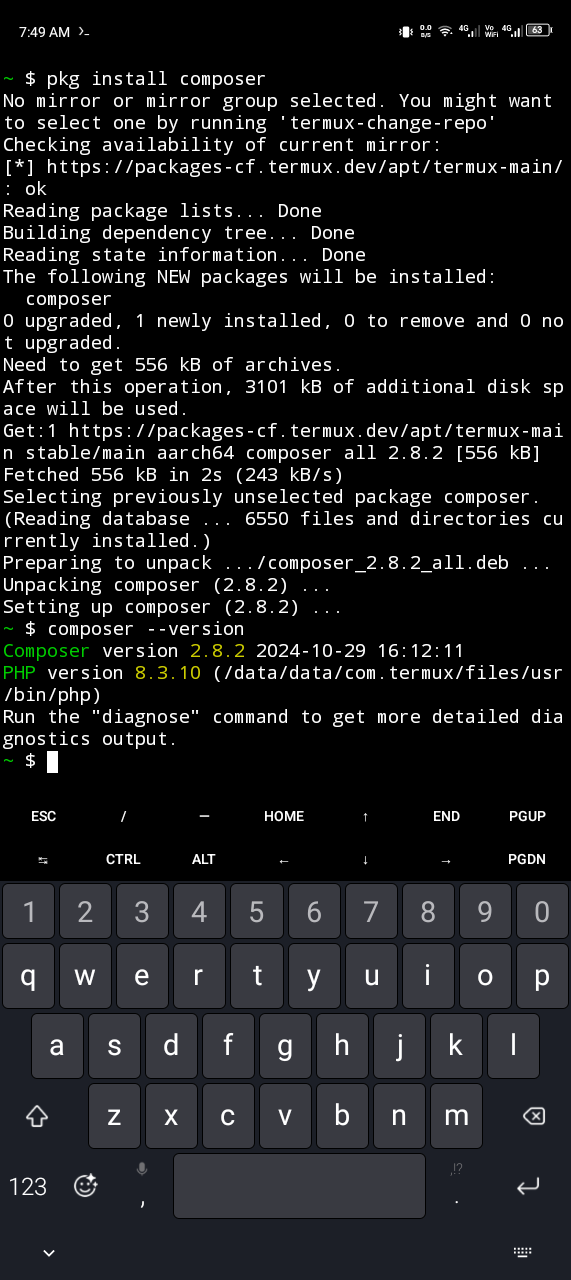 7:49 AM
0.0
B/S
4G
Vo
WiFi
4G
63
~ $ pkg install composer
No mirror or mirror group selected. You might want
to select one by running 'termux-change-repo'
Checking availability of current mirror:
[*] https://packages-cf.termux.dev/apt/termux-main/
: ok
Reading package lists... Done
Building dependency tree... Done
Reading state information... Done
The following NEW packages will be installed:
  composer
0 upgraded, 1 newly installed, 0 to remove and 0 no
t upgraded.
Need to get 556 kB of archives.
After this operation, 3101 kB of additional disk sp
ace will be used.
Get:1 https://packages-cf.termux.dev/apt/termux-mai
n stable/main aarch64 composer all 2.8.2 [556 kB]
Fetched 556 kB in 2s (243 kB/s)
Selecting previously unselected package composer.
(Reading database ... 6550 files and directories cu
rrently installed.)
Preparing to unpack .../composer_2.8.2_all.deb ...
Unpacking composer (2.8.2) ...
Setting up composer (2.8.2) ...
~ $ composer --version
Composer version 2.8.2 2024-10-29 16:12:11
PHP version 8.3.10 (/data/data/com.termux/files/usr
/bin/php)
Run the "diagnose" command to get more detailed dia
gnostics output.
~ $
ESC / — HOME ↑ END PGUP
↹ CTRL ALT ← ↓ → PGDN
1 2 3 4 5 6 7 8 9 0
q w e r t y u i o p
a s d f g h j k l
z x c v b n m
,!?
123 , .